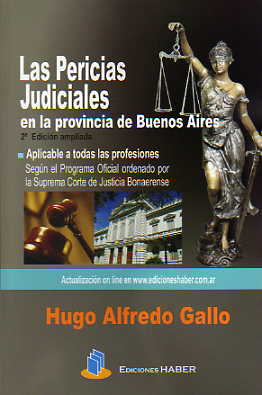 Las Pericias
Judiciales
en la provincia de Buenos Aires
2ª Edición ampliada
Aplicable a todas las profesiones
Según el Programa Oficial ordenado por
la Suprema Corte de Justicia Bonaerense
Actualización on line en www.edicioneshaber.com.ar
Hugo Alfredo Gallo
EDICIONES HABER